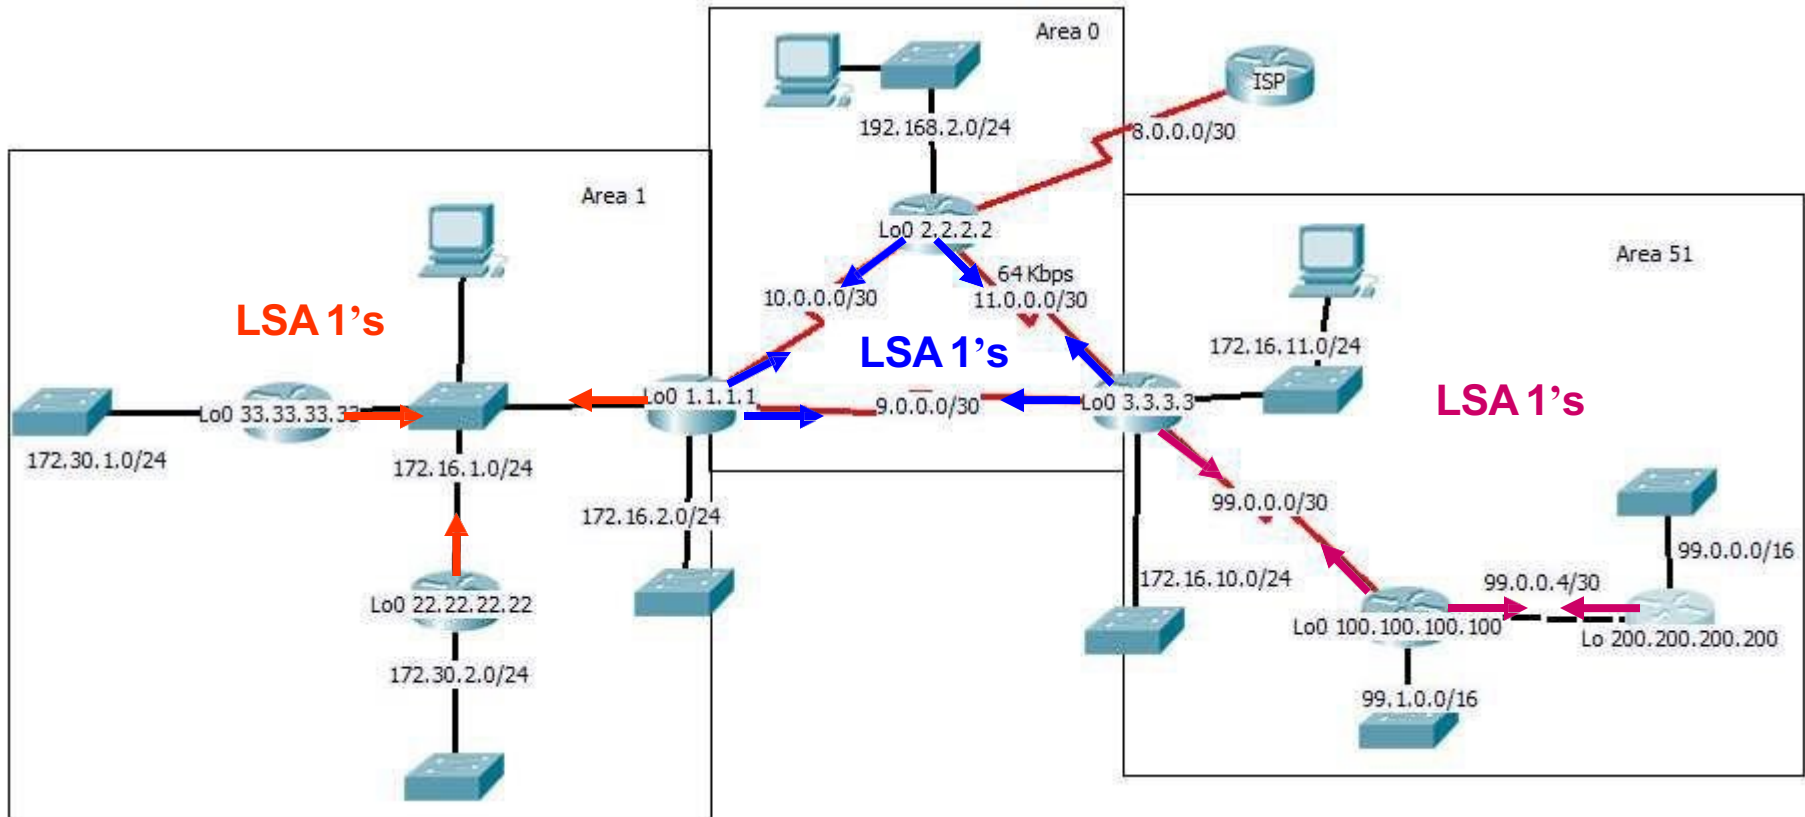 Area 0
ISP
192.168.2.0/24
8.0.0.0/30
Area 1
Lo0 2.2.2.2
Area 51
64 Kbps
10.0.0.0/30
11.0.0.0/30
LSA 1’s
LSA 1’s
172.16.11.0/24
LSA 1’s
Lo0 33.33.33.33
Lo0 1.1.1.1
9.0.0.0/30
Lo0 3.3.3.3
172.30.1.0/24
172.16.1.0/24
172.16.2.0/24
99.0.0.0/30
99.0.0.0/16
172.16.10.0/24
99.0.0.4/30
Lo0 22.22.22.22
Lo0 100.100.100.100
Lo 200.200.200.200
172.30.2.0/24
99.1.0.0/16